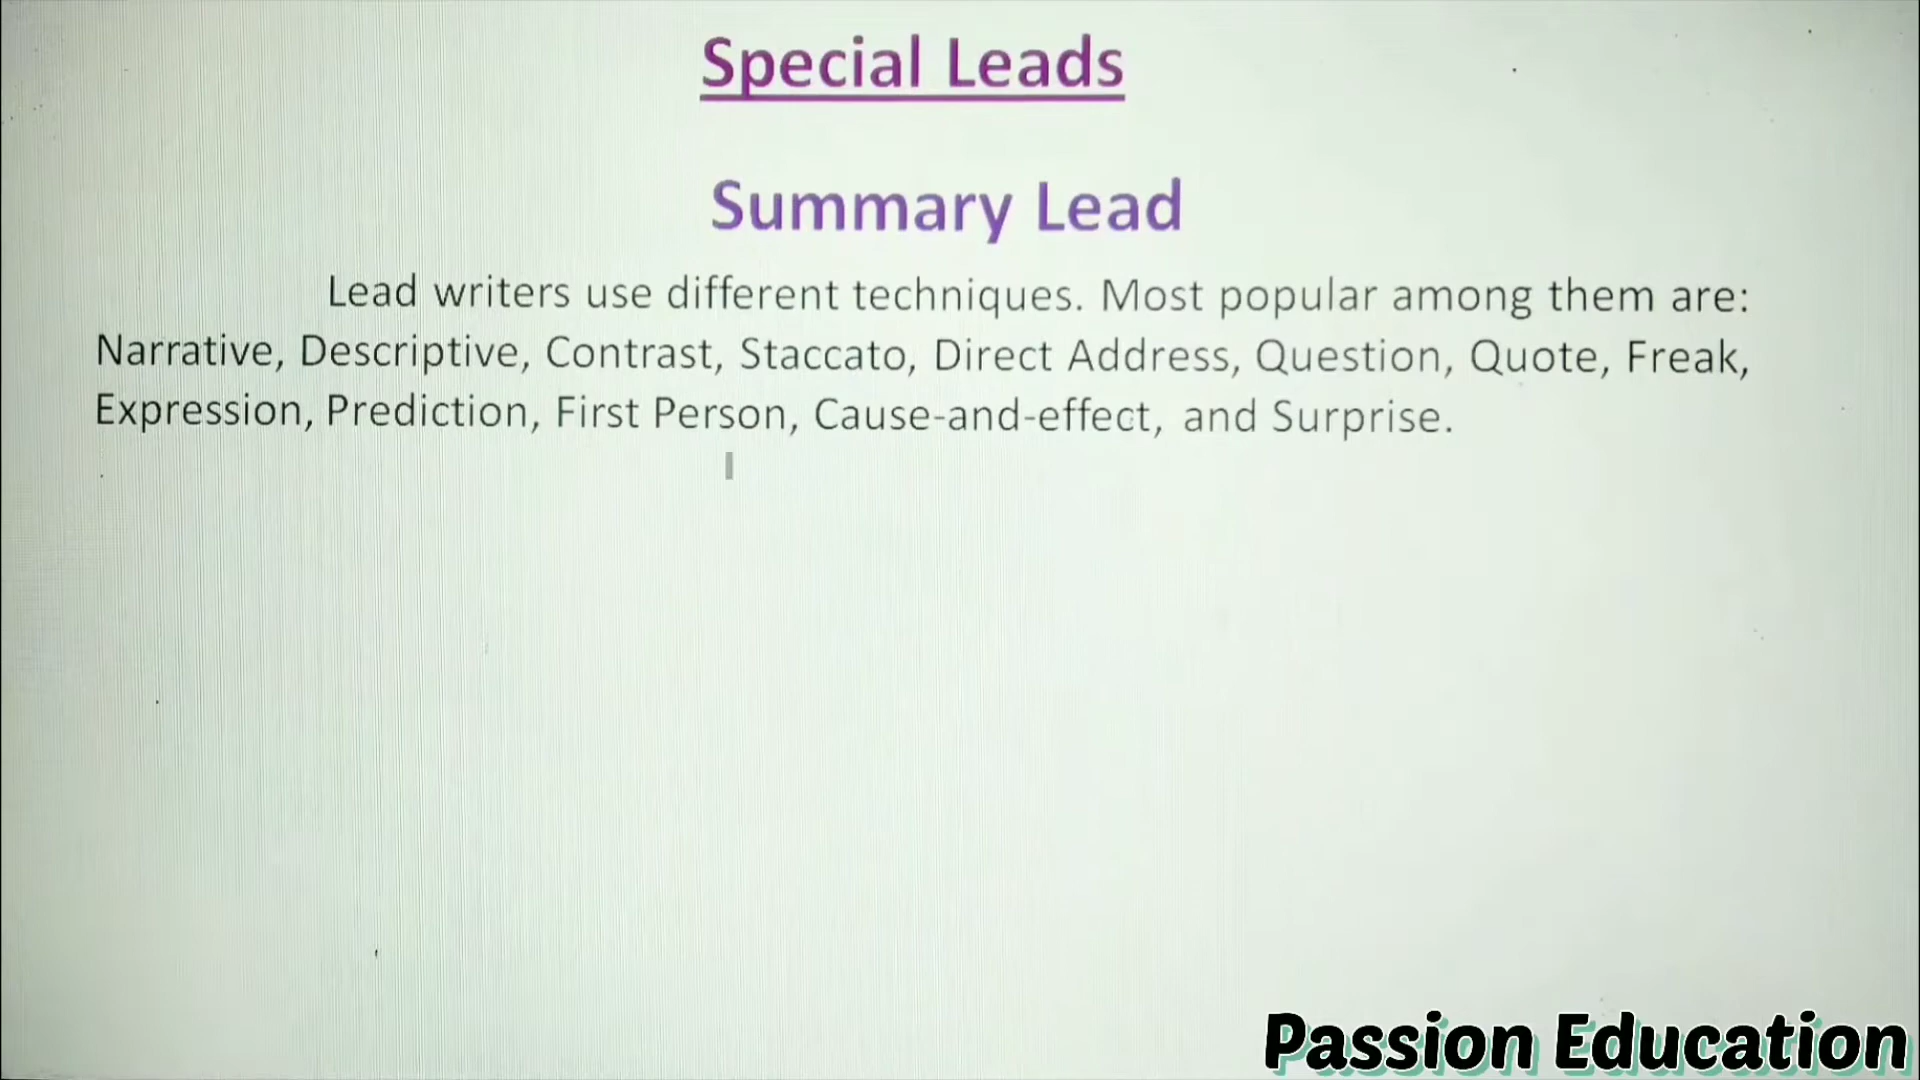 Special Leads
Summary Lead
Lead writers use different techniques. Most popular among them are:
Narrative, Descriptive, Contrast, Staccato, Direct Address, Question, Quote, Freak,
Expression, Prediction, First Person, Cause-and-effect, and Surprise.
Passion Education